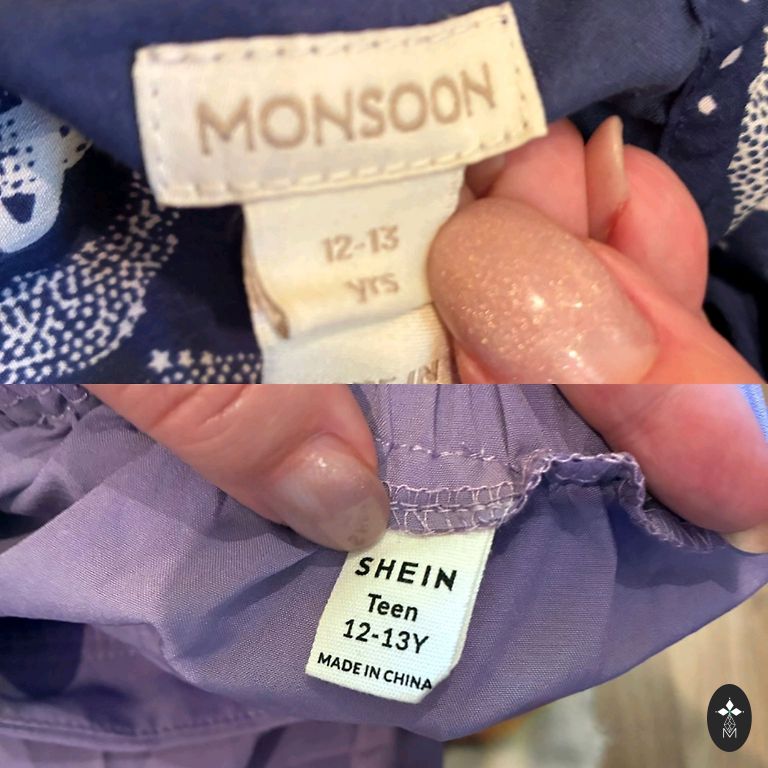 MONSOON
12-13
yrs
SHEIN
Teen
12-13Y
MADE IN CHINA
M